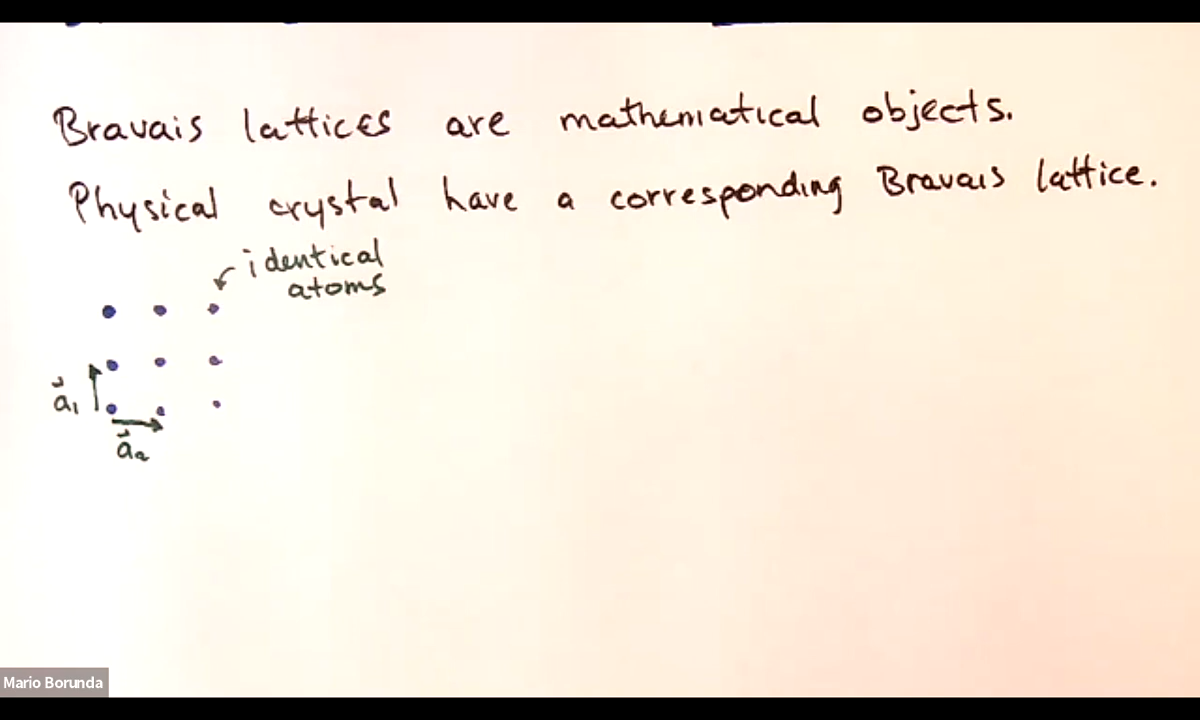 Bravais lattices are mathematical objects.
Physical crystal have a corresponding Bravais lattice.
identical
atoms
a⃗₁
a⃗₂
Mario Borunda